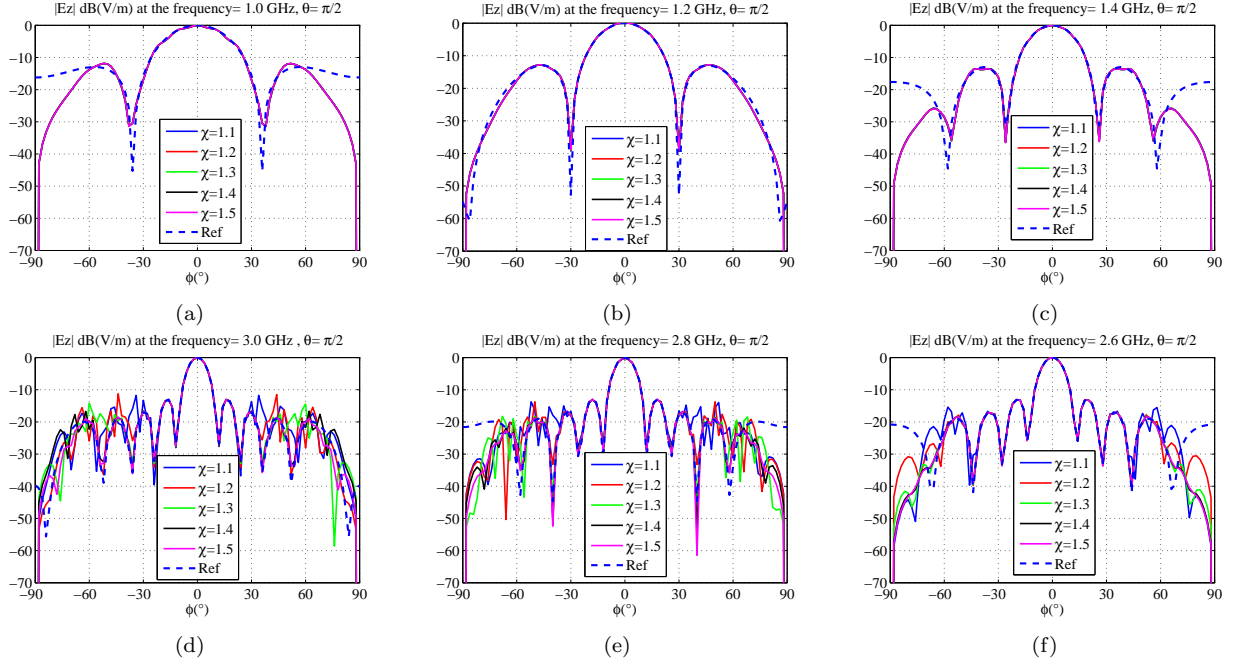 |Ez| dB(V/m) at the frequency= 1.0 GHz, θ= π/2
0
−10
−20
−30
−40
−50
−60
−70
−90 −60 −30 0 30 60 90
ϕ(°)
χ=1.1
χ=1.2
χ=1.3
χ=1.4
χ=1.5
Ref
(a)
|Ez| dB(V/m) at the frequency= 1.2 GHz, θ= π/2
0
−10
−20
−30
−40
−50
−60
−70
−90 −60 −30 0 30 60 90
ϕ(°)
χ=1.1
χ=1.2
χ=1.3
χ=1.4
χ=1.5
Ref
(b)
|Ez| dB(V/m) at the frequency= 1.4 GHz, θ= π/2
0
−10
−20
−30
−40
−50
−60
−70
−90 −60 −30 0 30 60 90
ϕ(°)
χ=1.1
χ=1.2
χ=1.3
χ=1.4
χ=1.5
Ref
(c)
|Ez| dB(V/m) at the frequency= 3.0 GHz , θ= π/2
0
−10
−20
−30
−40
−50
−60
−70
−90 −60 −30 0 30 60 90
ϕ(°)
χ=1.1
χ=1.2
χ=1.3
χ=1.4
χ=1.5
Ref
(d)
|Ez| dB(V/m) at the frequency= 2.8 GHz, θ= π/2
0
−10
−20
−30
−40
−50
−60
−70
−90 −60 −30 0 30 60 90
ϕ(°)
χ=1.1
χ=1.2
χ=1.3
χ=1.4
χ=1.5
Ref
(e)
|Ez| dB(V/m) at the frequency= 2.6 GHz, θ= π/2
0
−10
−20
−30
−40
−50
−60
−70
−90 −60 −30 0 30 60 90
ϕ(°)
χ=1.1
χ=1.2
χ=1.3
χ=1.4
χ=1.5
Ref
(f)